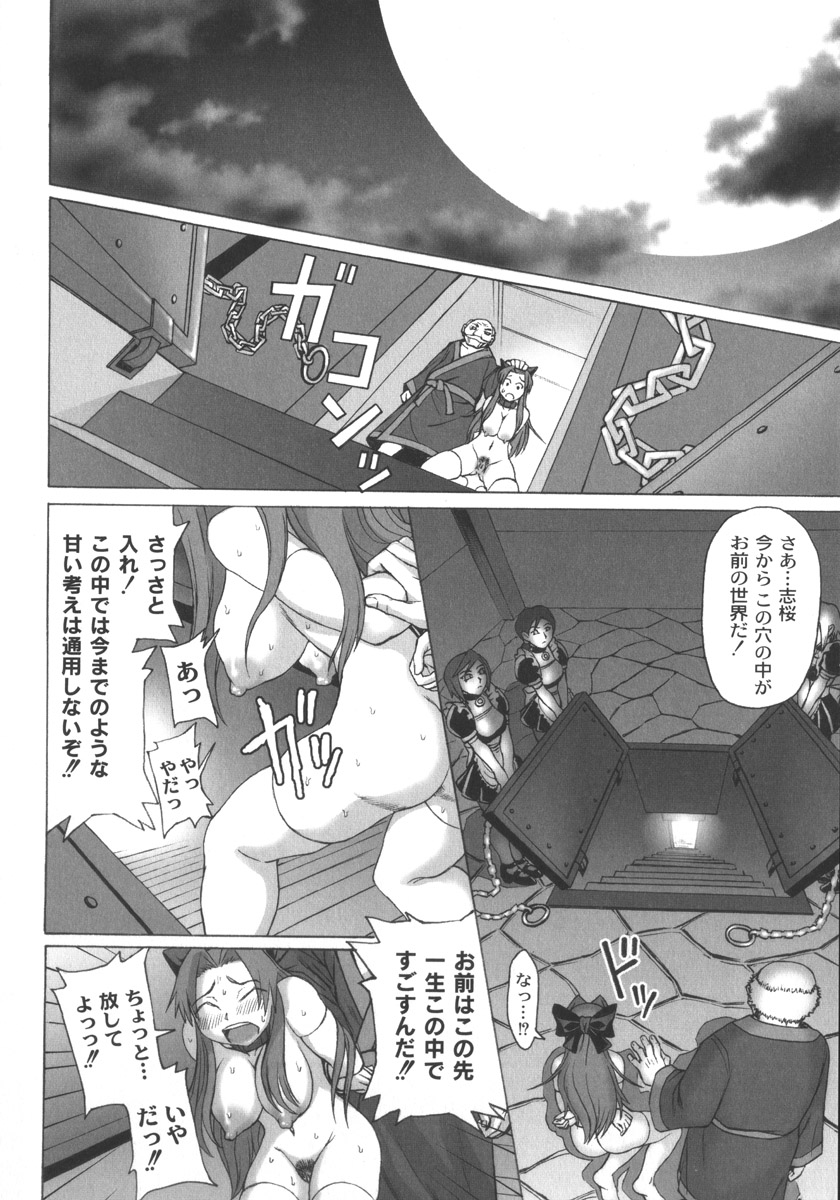 ガコン
さあ…志桜
今から この穴の中が
お前の世界だ！
なっ…!?
ドッ
さっさと
入れ！
この中では今までのような
甘い考えは通用しないぞ!!
あっ
やっ
やだっ
ガッ
お前はこの先
一生この中で
すごすんだ!!
ちょっと…
放して
よっっ!!
いや
だっ!!